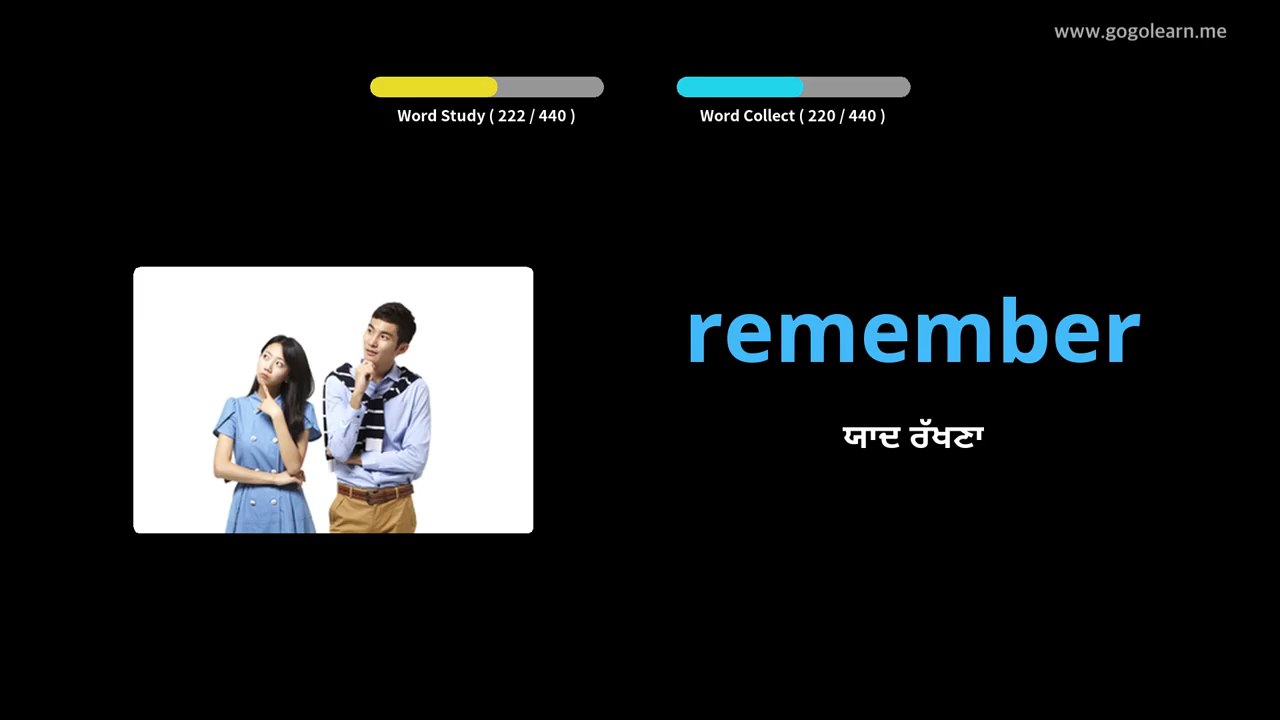 www.gogolearn.me
Word Study ( 222 / 440 )
Word Collect ( 220 / 440 )
remember
ਯਾਦ ਰੱਖਣਾ